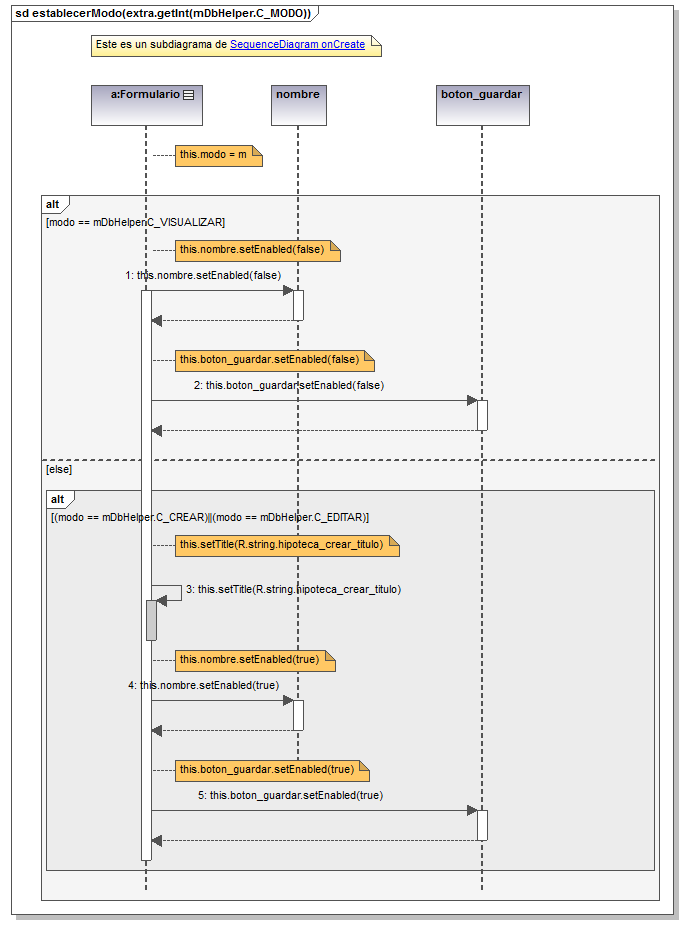 sd establecerModo(extra.getInt(mDbHelper.C_MODO))
Este es un subdiagrama de SequenceDiagram onCreate
a:Formulario
nombre
boton_guardar
this.modo = m
alt
[modo == mDbHelper.C_VISUALIZAR]
this.nombre.setEnabled(false)
1: this.nombre.setEnabled(false)
this.boton_guardar.setEnabled(false)
2: this.boton_guardar.setEnabled(false)
[else]
alt
[(modo == mDbHelper.C_CREAR)||(modo == mDbHelper.C_EDITAR)]
this.setTitle(R.string.hipoteca_crear_titulo)
3: this.setTitle(R.string.hipoteca_crear_titulo)
this.nombre.setEnabled(true)
4: this.nombre.setEnabled(true)
this.boton_guardar.setEnabled(true)
5: this.boton_guardar.setEnabled(true)